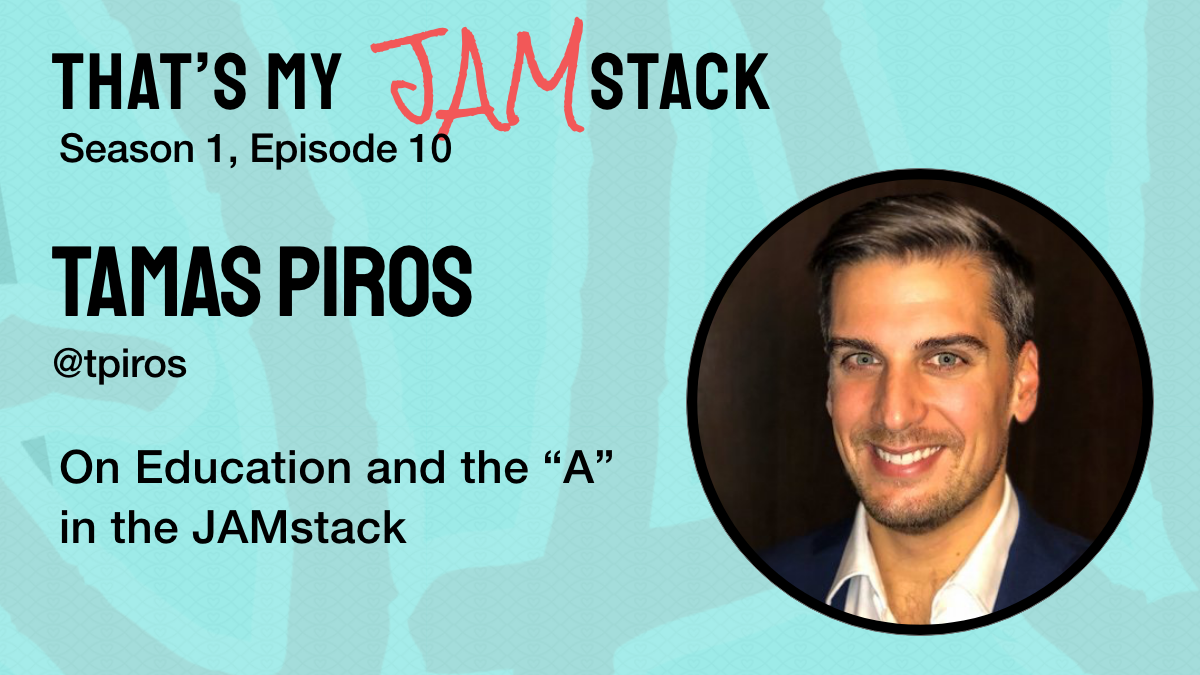 THAT'S MY JAMSTACK
Season 1, Episode 10
TAMAS PIROS
@tpiros
On Education and the “A”
in the JAMstack